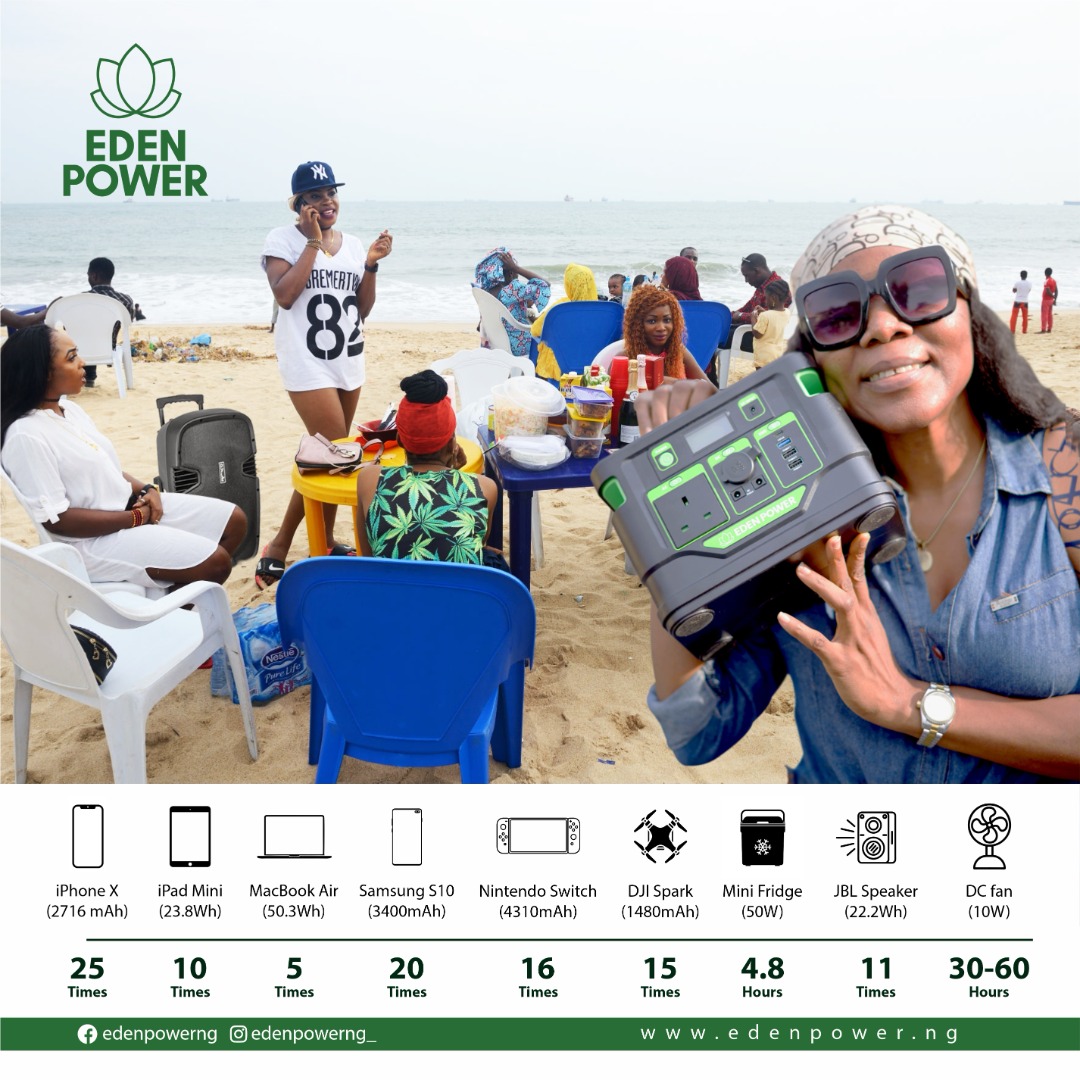 EDEN
POWER
NY
82
EDEN POWER
Nestlé
Pure Life
iPhone X
(2716 mAh)
iPad Mini
(23.8Wh)
MacBook Air
(50.3Wh)
Samsung S10
(3400mAh)
Nintendo Switch
(4310mAh)
DJI Spark
(1480mAh)
Mini Fridge
(50W)
JBL Speaker
(22.2Wh)
DC fan
(10W)
25
Times
10
Times
5
Times
20
Times
16
Times
15
Times
4.8
Hours
11
Times
30-60
Hours
edenpowerng
edenpowerng_
www.edenpower.ng